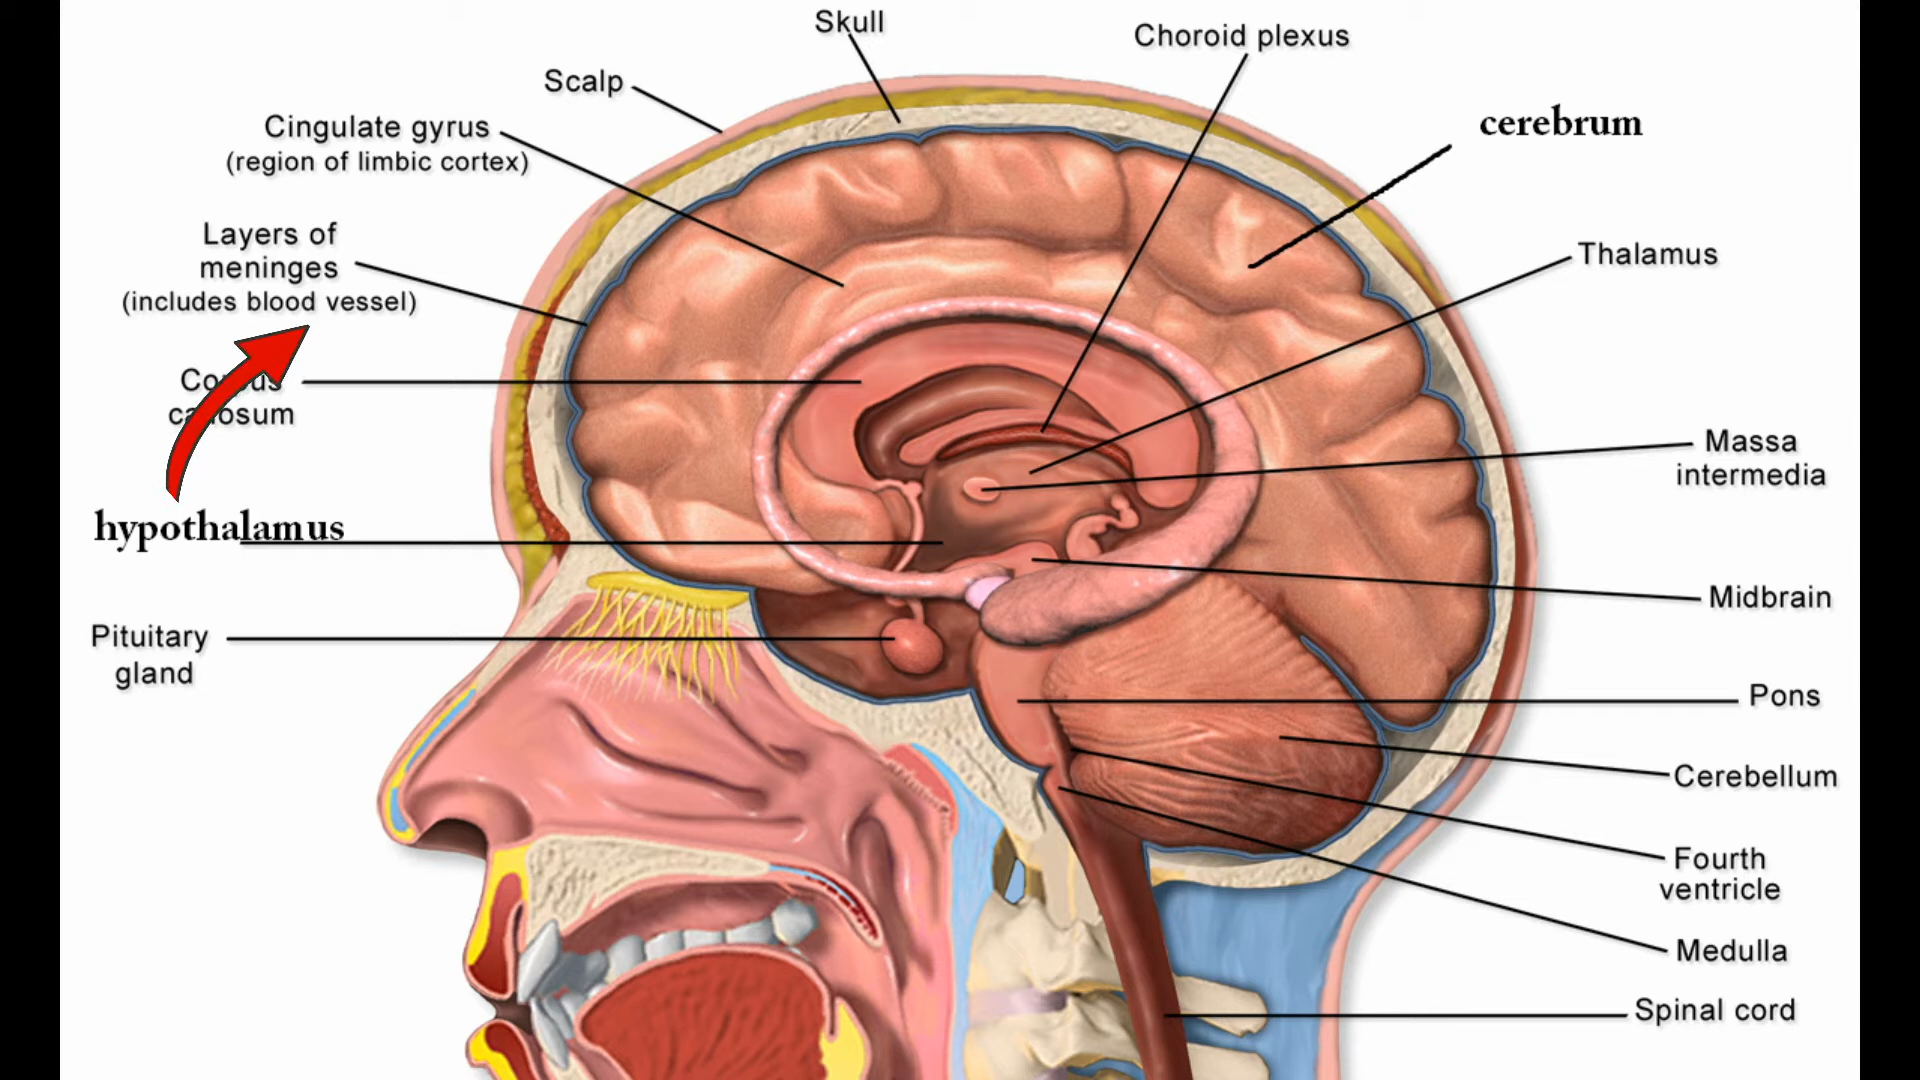 Skull
Choroid plexus
Scalp
cerebrum
Cingulate gyrus
(region of limbic cortex)
Layers of
meninges
(includes blood vessel)
Thalamus
Massa
intermedia
hypothalamus
Midbrain
Pituitary
gland
Pons
Cerebellum
Fourth
ventricle
Medulla
Spinal cord